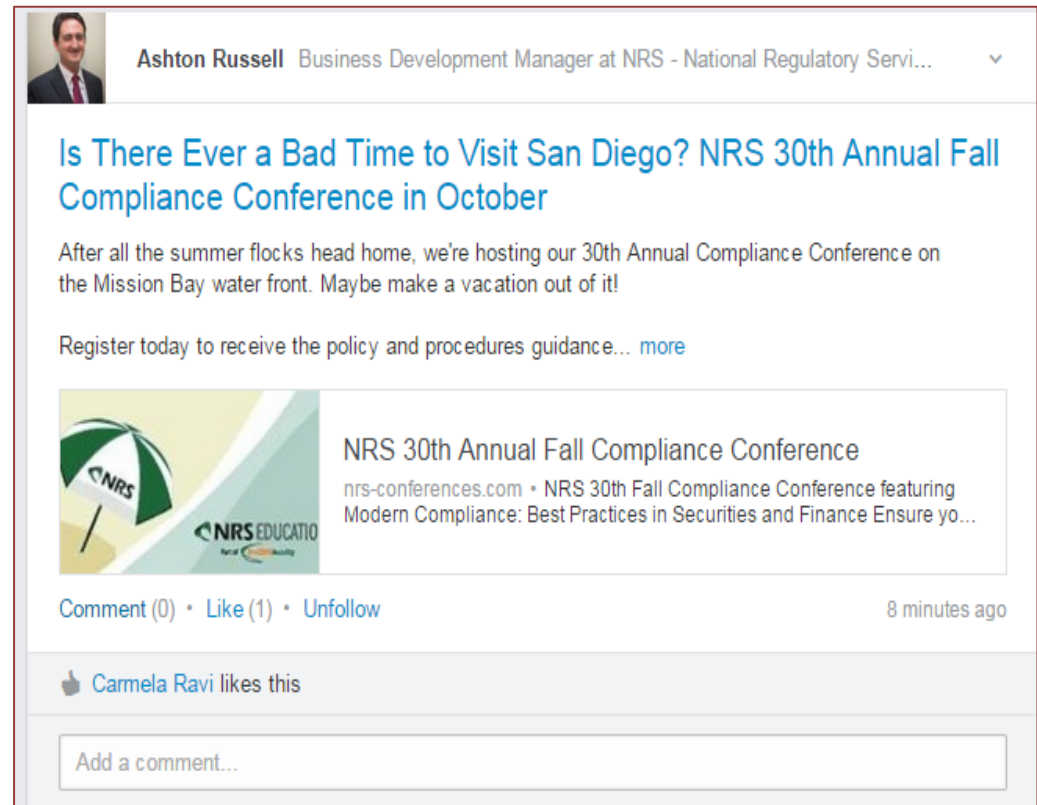 Ashton Russell Business Development Manager at NRS - National Regulatory Servi...
Is There Ever a Bad Time to Visit San Diego? NRS 30th Annual Fall
Compliance Conference in October
After all the summer flocks head home, we're hosting our 30th Annual Compliance Conference on
the Mission Bay water front. Maybe make a vacation out of it!
Register today to receive the policy and procedures guidance... more
NRS
NRS EDUCATIO
NRS 30th Annual Fall Compliance Conference
nrs-conferences.com • NRS 30th Fall Compliance Conference featuring
Modern Compliance: Best Practices in Securities and Finance Ensure yo...
Comment (0) • Like (1) • Unfollow
8 minutes ago
Carmela Ravi likes this
Add a comment...